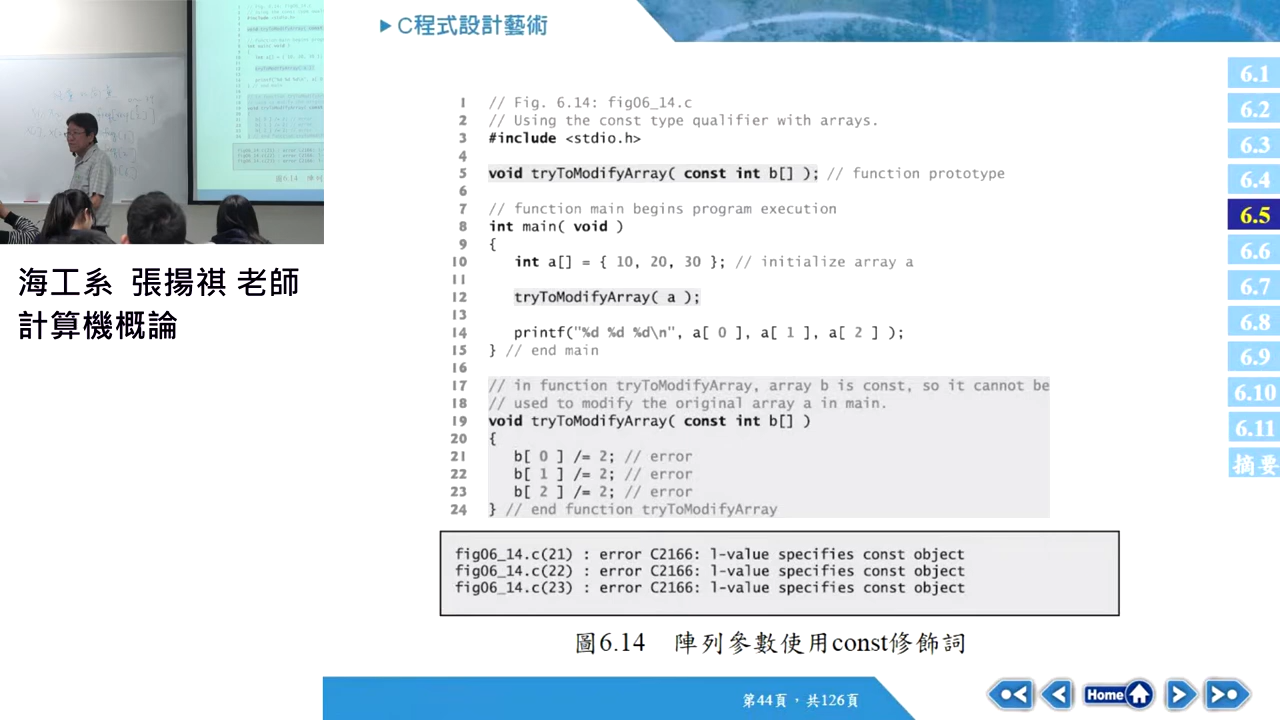 C程式設計藝術
海工系 張揚祺 老師
計算機概論
1 // Fig. 6.14: fig06_14.c
2 // Using the const type qualifier with arrays.
3 #include <stdio.h>
4
5 void tryToModifyArray( const int b[] ); // function prototype
6
7 // function main begins program execution
8 int main( void )
9 {
10 int a[] = { 10, 20, 30 }; // initialize array a
11
12 tryToModifyArray( a );
13
14 printf("%d %d %d\n", a[ 0 ], a[ 1 ], a[ 2 ] );
15 } // end main
16
17 // in function tryToModifyArray, array b is const, so it cannot be
18 // used to modify the original array a in main.
19 void tryToModifyArray( const int b[] )
20 {
21 b[ 0 ] /= 2; // error
22 b[ 1 ] /= 2; // error
23 b[ 2 ] /= 2; // error
24 } // end function tryToModifyArray
fig06_14.c(21) : error C2166: l-value specifies const object
fig06_14.c(22) : error C2166: l-value specifies const object
fig06_14.c(23) : error C2166: l-value specifies const object
圖6.14 陣列參數使用const修飾詞
6.1
6.2
6.3
6.4
6.5
6.6
6.7
6.8
6.9
6.10
6.11
摘要
第44頁，共126頁
Home